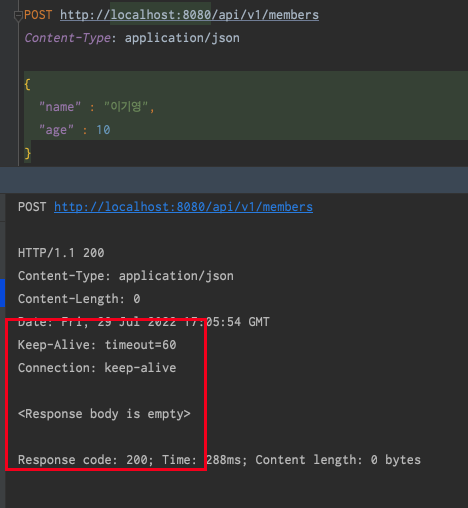 POST http://localhost:8080/api/v1/members
Content-Type: application/json
{
"name" : "이기영",
"age" : 10
}
POST http://localhost:8080/api/v1/members
HTTP/1.1 200
Content-Type: application/json
Content-Length: 0
Date: Fri, 29 Jul 2022 17:05:54 GMT
Keep-Alive: timeout=60
Connection: keep-alive
<Response body is empty>
Response code: 200; Time: 288ms; Content length: 0 bytes